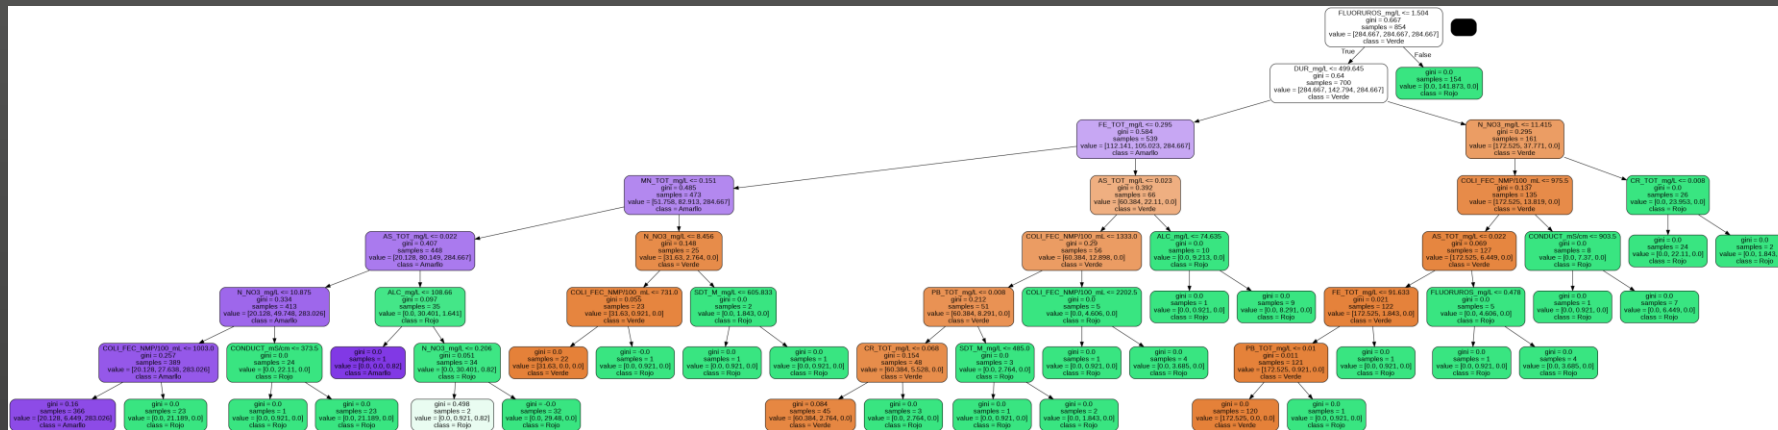 FLUORUROS_mg/L <= 1.504
gini = 0.667
samples = 854
value = [284.667, 284.667, 284.667]
class = Verde
True
False
DUR_mg/L <= 499.645
gini = 0.64
samples = 700
value = [284.667, 142.794, 284.667]
class = Verde
gini = 0.0
samples = 154
value = [0.0, 141.873, 0.0]
class = Rojo
FE_TOT_mg/L <= 0.295
gini = 0.584
samples = 539
value = [112.141, 105.023, 284.667]
class = Amarllo
N_NO3_mg/L <= 11.415
gini = 0.295
samples = 161
value = [172.525, 37.771, 0.0]
class = Verde
MN_TOT_mg/L <= 0.151
gini = 0.485
samples = 473
value = [51.758, 82.913, 284.667]
class = Amarllo
AS_TOT_mg/L <= 0.023
gini = 0.392
samples = 66
value = [60.384, 22.11, 0.0]
class = Verde
COLI_FEC_NMP/100_mL <= 975.5
gini = 0.137
samples = 135
value = [172.525, 13.819, 0.0]
class = Verde
CR_TOT_mg/L <= 0.008
gini = 0.0
samples = 26
value = [0.0, 23.953, 0.0]
class = Rojo
AS_TOT_mg/L <= 0.022
gini = 0.407
samples = 448
value = [20.128, 80.149, 284.667]
class = Amarllo
N_NO3_mg/L <= 8.456
gini = 0.148
samples = 25
value = [31.63, 2.764, 0.0]
class = Verde
COLI_FEC_NMP/100_mL <= 1333.0
gini = 0.29
samples = 56
value = [60.384, 12.898, 0.0]
class = Verde
ALC_mg/L <= 74.635
gini = 0.0
samples = 10
value = [0.0, 9.213, 0.0]
class = Rojo
AS_TOT_mg/L <= 0.022
gini = 0.069
samples = 127
value = [172.525, 6.449, 0.0]
class = Verde
CONDUCT_mS/cm <= 903.5
gini = 0.0
samples = 8
value = [0.0, 7.37, 0.0]
class = Rojo
gini = 0.0
samples = 24
value = [0.0, 22.11, 0.0]
class = Rojo
gini = 0.0
samples = 2
value = [0.0, 1.843,
class = Rojo
N_NO3_mg/L <= 10.875
gini = 0.334
samples = 413
value = [20.128, 49.748, 283.026]
class = Amarllo
ALC_mg/L <= 108.66
gini = 0.097
samples = 35
value = [0.0, 30.401, 1.641]
class = Rojo
COLI_FEC_NMP/100_mL <= 731.0
gini = 0.055
samples = 23
value = [31.63, 0.921, 0.0]
class = Verde
SDT_M_mg/L <= 605.833
gini = 0.0
samples = 2
value = [0.0, 1.843, 0.0]
class = Rojo
PB_TOT_mg/L <= 0.008
gini = 0.212
samples = 51
value = [60.384, 8.291, 0.0]
class = Verde
COLI_FEC_NMP/100_mL <= 2202.5
gini = 0.0
samples = 5
value = [0.0, 4.606, 0.0]
class = Rojo
gini = 0.0
samples = 1
value = [0.0, 0.921, 0.0]
class = Rojo
gini = 0.0
samples = 9
value = [0.0, 8.291, 0.0]
class = Rojo
FE_TOT_mg/L <= 91.633
gini = 0.021
samples = 122
value = [172.525, 1.843, 0.0]
class = Verde
FLUORUROS_mg/L <= 0.478
gini = 0.0
samples = 5
value = [0.0, 4.606, 0.0]
class = Rojo
gini = 0.0
samples = 1
value = [0.0, 0.921, 0.0]
class = Rojo
gini = 0.0
samples = 7
value = [0.0, 6.449, 0.0]
class = Rojo
COLI_FEC_NMP/100_mL <= 1003.0
gini = 0.257
samples = 389
value = [20.128, 27.638, 283.026]
class = Amarllo
CONDUCT_mS/cm <= 373.5
gini = 0.0
samples = 24
value = [0.0, 22.11, 0.0]
class = Rojo
gini = 0.0
samples = 1
value = [0.0, 0.0, 0.82]
class = Amarllo
N_NO3_mg/L <= 0.206
gini = 0.051
samples = 34
value = [0.0, 30.401, 0.82]
class = Rojo
gini = 0.0
samples = 22
value = [31.63, 0.0, 0.0]
class = Verde
gini = -0.0
samples = 1
value = [0.0, 0.921, 0.0]
class = Rojo
gini = 0.0
samples = 1
value = [0.0, 0.921, 0.0]
class = Rojo
gini = 0.0
samples = 1
value = [0.0, 0.921, 0.0]
class = Rojo
CR_TOT_mg/L <= 0.068
gini = 0.154
samples = 48
value = [60.384, 5.528, 0.0]
class = Verde
SDT_M_mg/L <= 485.0
gini = 0.0
samples = 3
value = [0.0, 2.764, 0.0]
class = Rojo
gini = 0.0
samples = 1
value = [0.0, 0.921, 0.0]
class = Rojo
gini = 0.0
samples = 4
value = [0.0, 3.685, 0.0]
class = Rojo
PB_TOT_mg/L <= 0.01
gini = 0.011
samples = 121
value = [172.525, 0.921, 0.0]
class = Verde
gini = 0.0
samples = 1
value = [0.0, 0.921, 0.0]
class = Rojo
gini = 0.0
samples = 1
value = [0.0, 0.921, 0.0]
class = Rojo
gini = 0.0
samples = 4
value = [0.0, 3.685, 0.0]
class = Rojo
gini = 0.16
samples = 366
value = [20.128, 6.449, 283.026]
class = Amarllo
gini = 0.0
samples = 23
value = [0.0, 21.189, 0.0]
class = Rojo
gini = 0.0
samples = 1
value = [0.0, 0.921, 0.0]
class = Rojo
gini = 0.0
samples = 23
value = [0.0, 21.189, 0.0]
class = Rojo
gini = 0.498
samples = 2
value = [0.0, 0.921, 0.82]
class = Rojo
gini = -0.0
samples = 32
value = [0.0, 29.48, 0.0]
class = Rojo
gini = 0.084
samples = 45
value = [60.384, 2.764, 0.0]
class = Verde
gini = 0.0
samples = 3
value = [0.0, 2.764, 0.0]
class = Rojo
gini = 0.0
samples = 1
value = [0.0, 0.921, 0.0]
class = Rojo
gini = 0.0
samples = 2
value = [0.0, 1.843, 0.0]
class = Rojo
gini = 0.0
samples = 120
value = [172.525, 0.0, 0.0]
class = Verde
gini = 0.0
samples = 1
value = [0.0, 0.921, 0.0]
class = Rojo